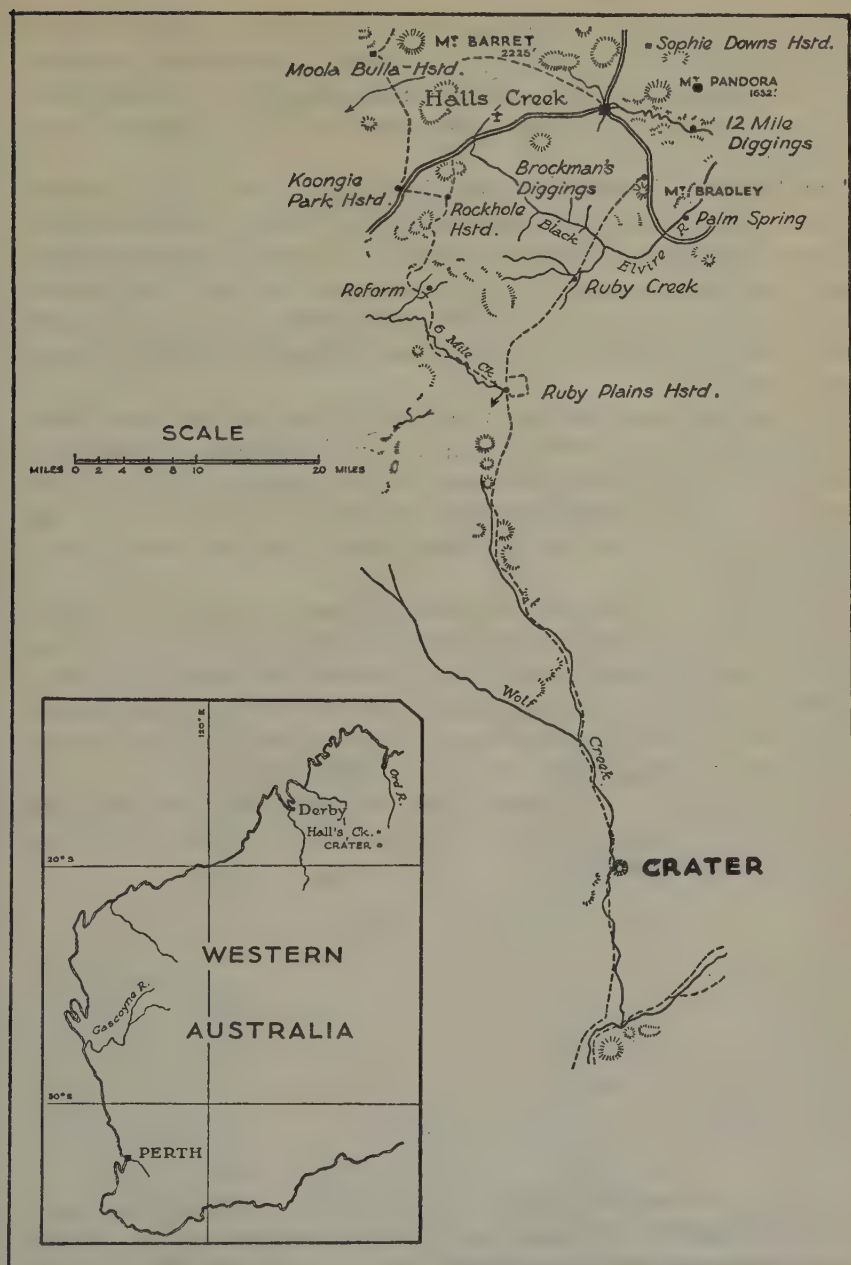 MT. BARRET
2225'
Sophie Downs Hstd.
Moola Bulla-Hstd.
MT. PANDORA
1652'
Halls Creek
12 Mile
Diggings
Brockman's
Diggings
Koongie
Park Hstd.
MT. BRADLEY
Rockhole
Hstd.
Black
Elvire
R.
Palm Spring
Roform
Ruby Creek
6 Mile Ck.
Ruby Plains Hstd.
SCALE
MILES 0 2 4 6 8 10 20 MILES
Wolf
Creek
CRATER
120° E
Ord R.
Derby
Hall's Ck.
CRATER
20° S
WESTERN
Gascoyne R.
AUSTRALIA
30° S
PERTH